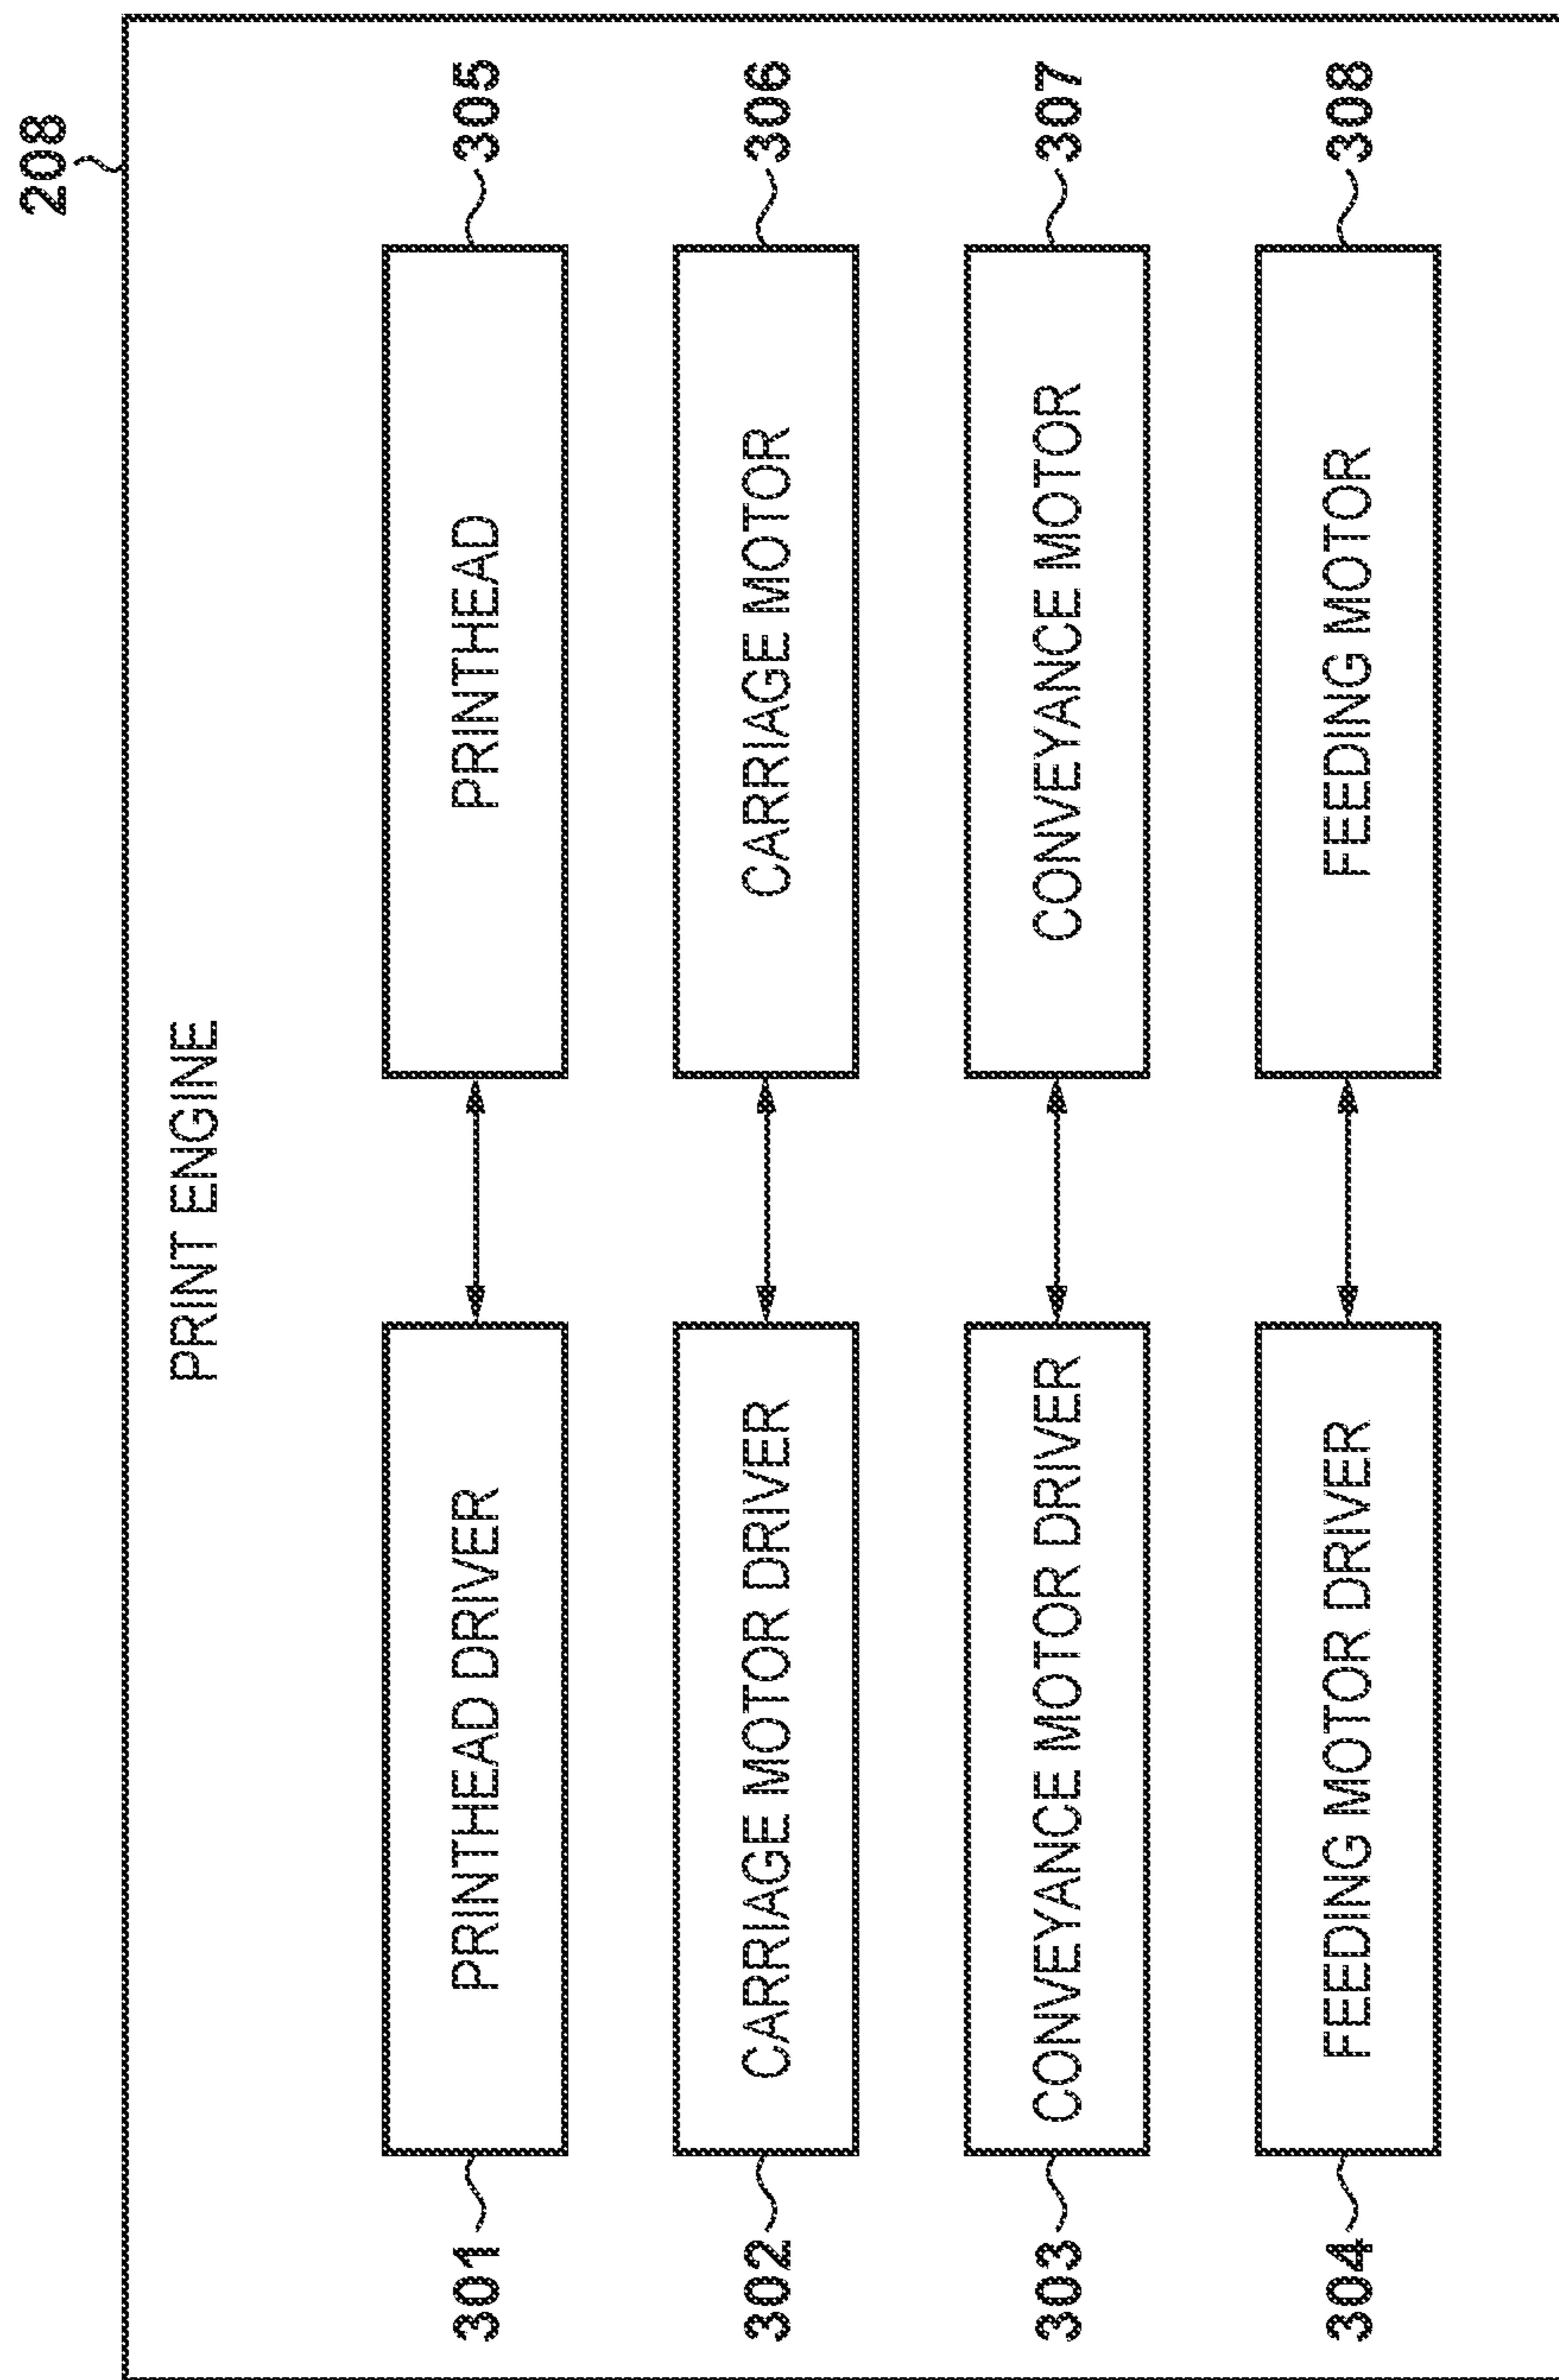 208
PRINT ENGINE
301
PRINTHEAD DRIVER
PRINTHEAD
305
302
CARRIAGE MOTOR DRIVER
CARRIAGE MOTOR
306
303
CONVEYANCE MOTOR DRIVER
CONVEYANCE MOTOR
307
304
FEEDING MOTOR DRIVER
FEEDING MOTOR
308